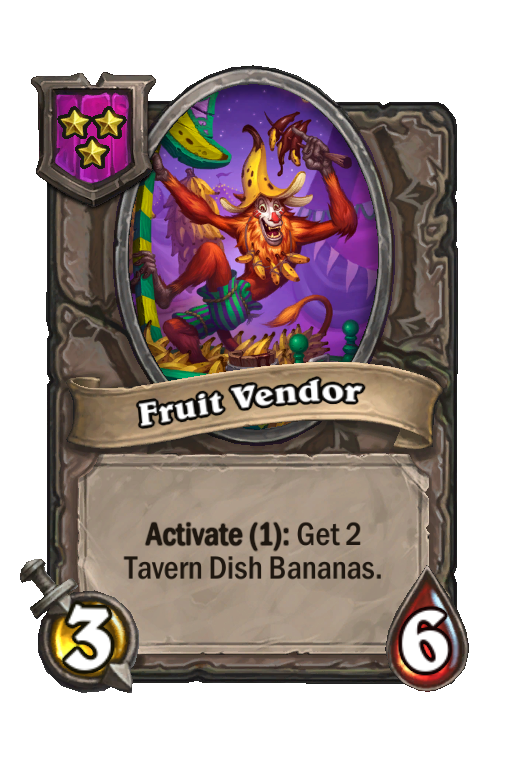 Fruit Vendor
Activate (1): Get 2
Tavern Dish Bananas.
3
6